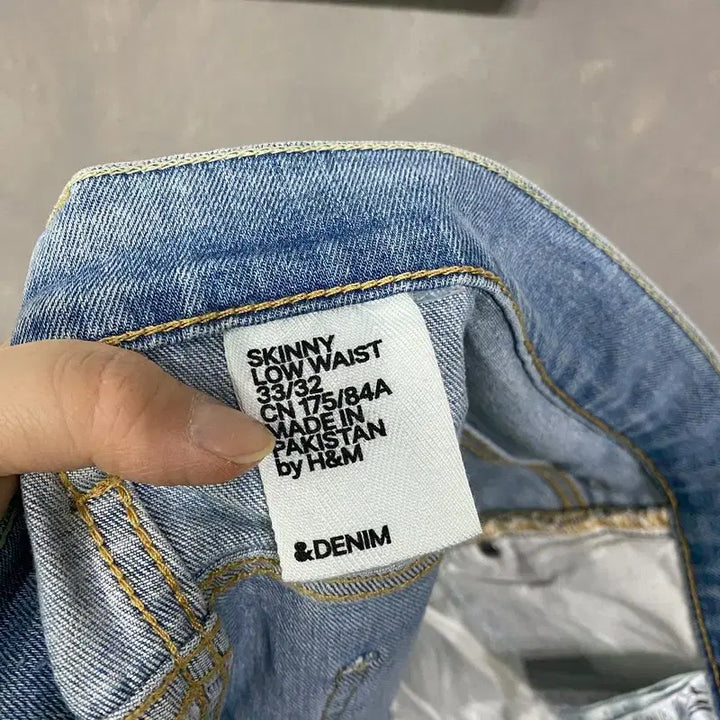 SKINNY
LOW WAIST
33/32
CN 175/84A
MADE IN
PAKISTAN
by H&M
&DENIM